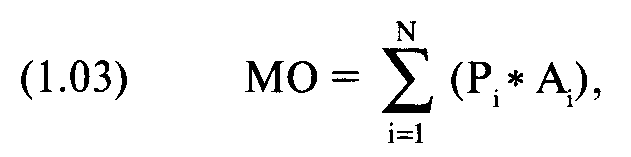 (1.03) MO = ∑_{i=1}^{N} (P_i * A_i),